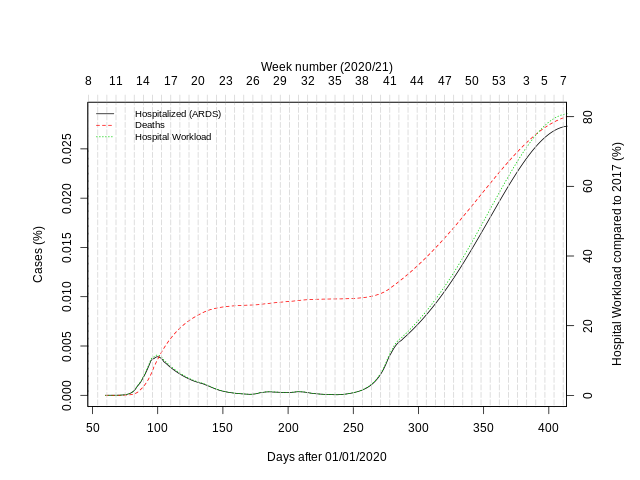 Week number (2020/21)
8 11 14 17 20 23 26 29 32 35 38 41 44 47 50 53 3 5 7
Hospitalized (ARDS)
Deaths
Hospital Workload
Cases (%)
0.000 0.005 0.010 0.015 0.020 0.025
Hospital Workload compared to 2017 (%)
0 20 40 60 80
50 100 150 200 250 300 350 400
Days after 01/01/2020